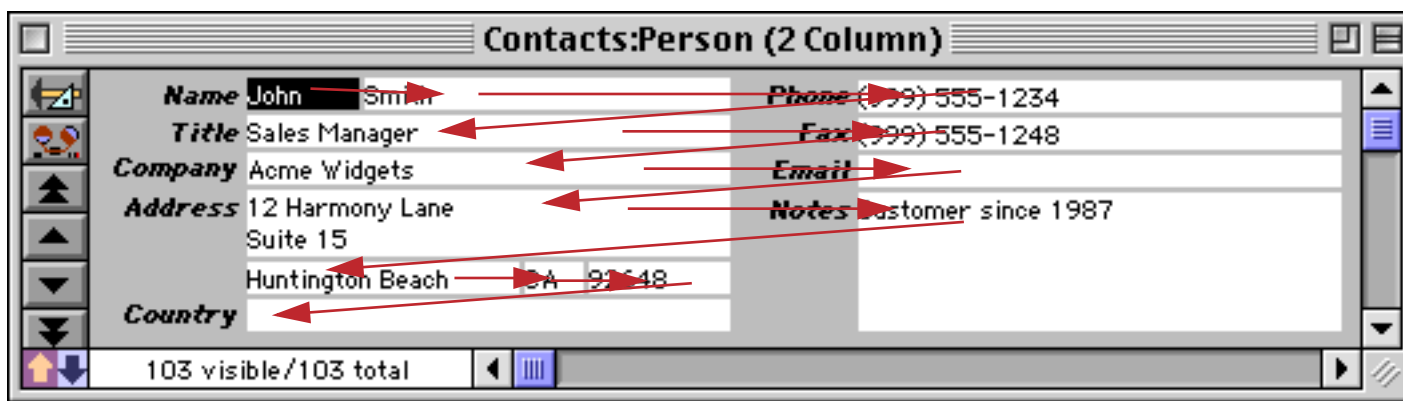 Contacts:Person (2 Column)
Name John Smith Phone (999) 555-1234
Title Sales Manager Fax (999) 555-1248
Company Acme Widgets Email
Address 12 Harmony Lane Notes Customer since 1987
Suite 15
Huntington Beach CA 92648
Country
103 visible/103 total